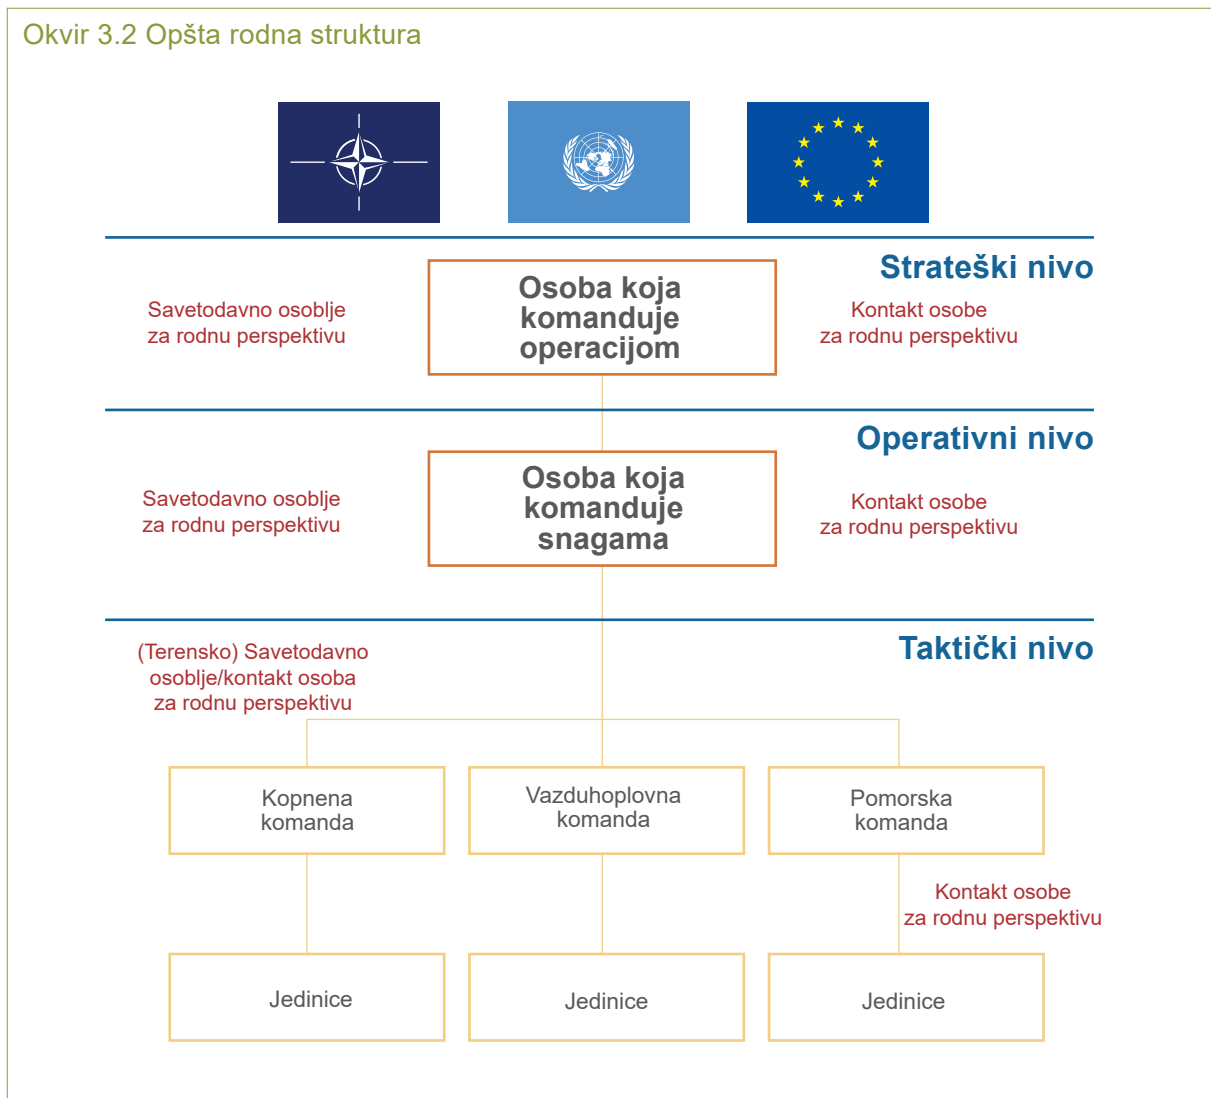 Okvir 3.2 Opšta rodna struktura
Strateški nivo
Savetodavno osoblje
za rodnu perspektivu
Osoba koja
komanduje
operacijom
Kontakt osobe
za rodnu perspektivu
Operativni nivo
Savetodavno osoblje
za rodnu perspektivu
Osoba koja
komanduje
snagama
Kontakt osobe
za rodnu perspektivu
Taktički nivo
(Terensko) Savetodavno
osoblje/kontakt osoba
za rodnu perspektivu
Kopnena
komanda
Vazduhoplovna
komanda
Pomorska
komanda
Kontakt osobe
za rodnu perspektivu
Jedinice
Jedinice
Jedinice